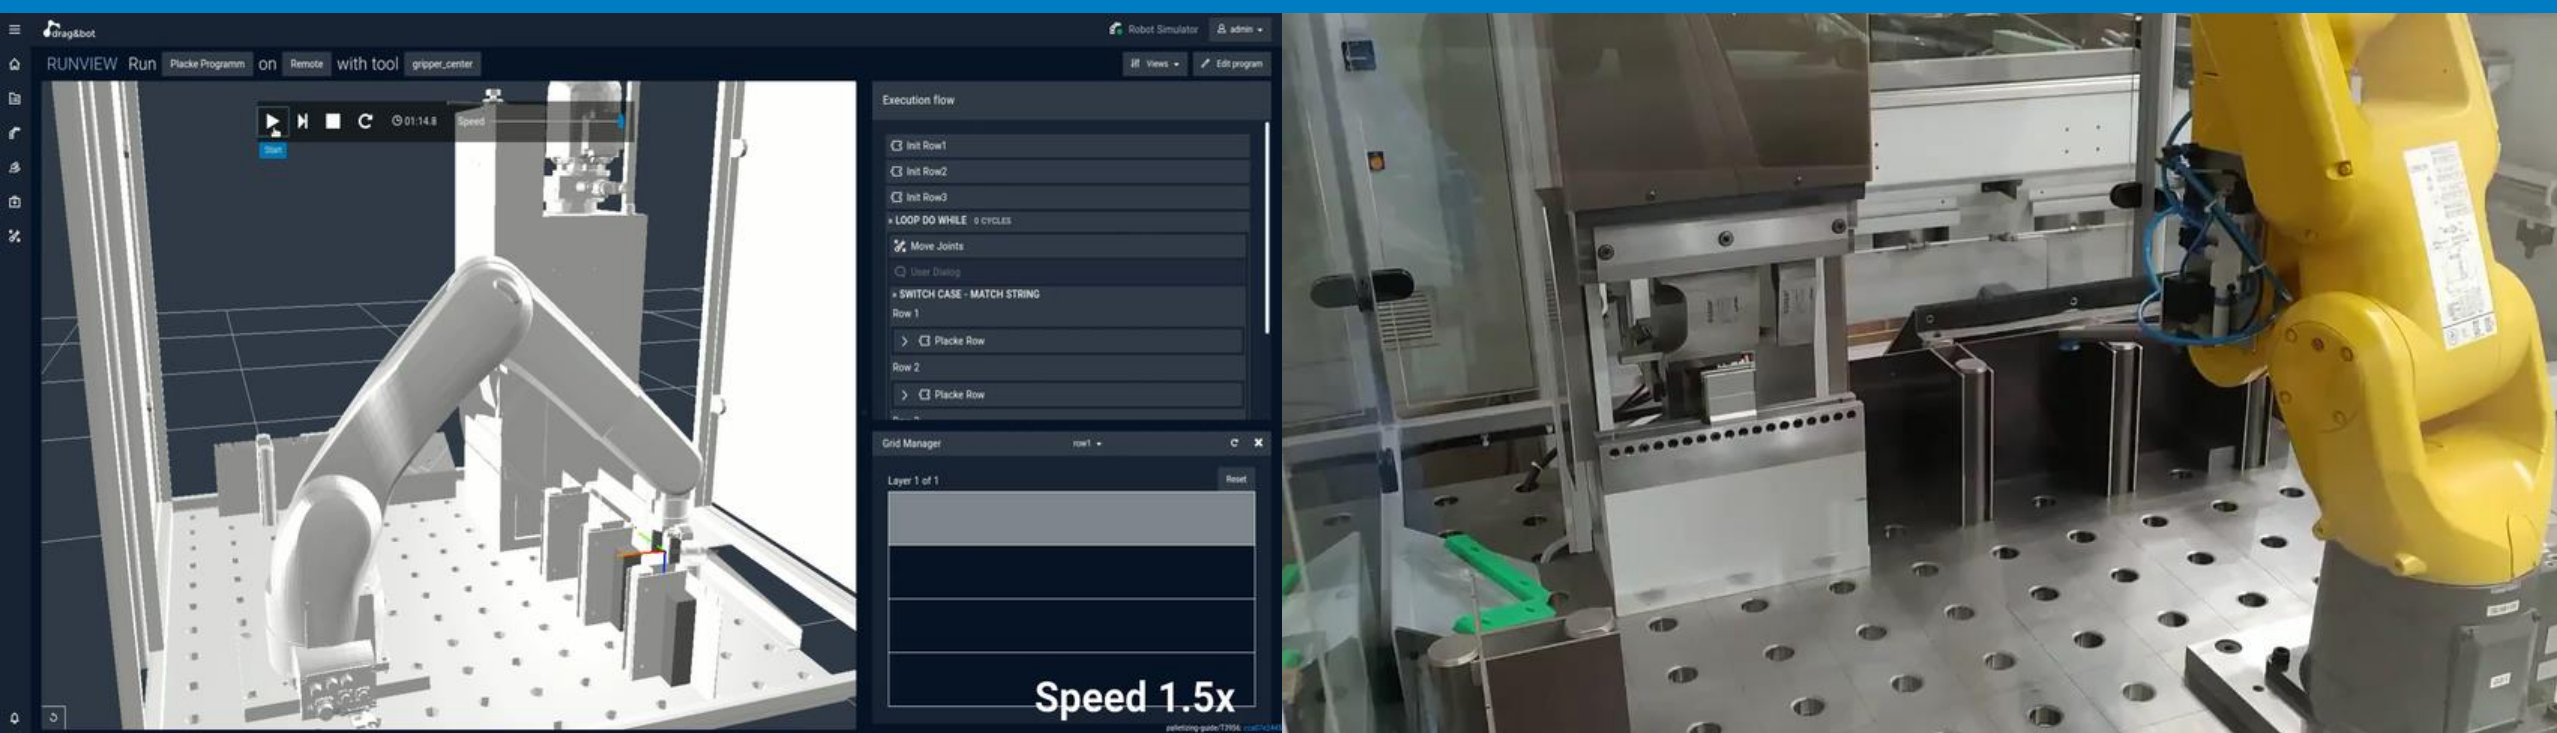 drag&bot
Robot Simulator
admin
RUNVIEW Run Placke Programm on Remote with tool gripper_center
Views
Edit program
01:14.8
Speed
Start
Execution flow
Init Row1
Init Row2
Init Row3
LOOP DO WHILE 0 CYCLES
Move Joints
User Dialog
SWITCH CASE - MATCH STRING
Row 1
Placke Row
Row 2
Placke Row
Grid Manager
row1
Layer 1 of 1
Reset
Speed 1.5x